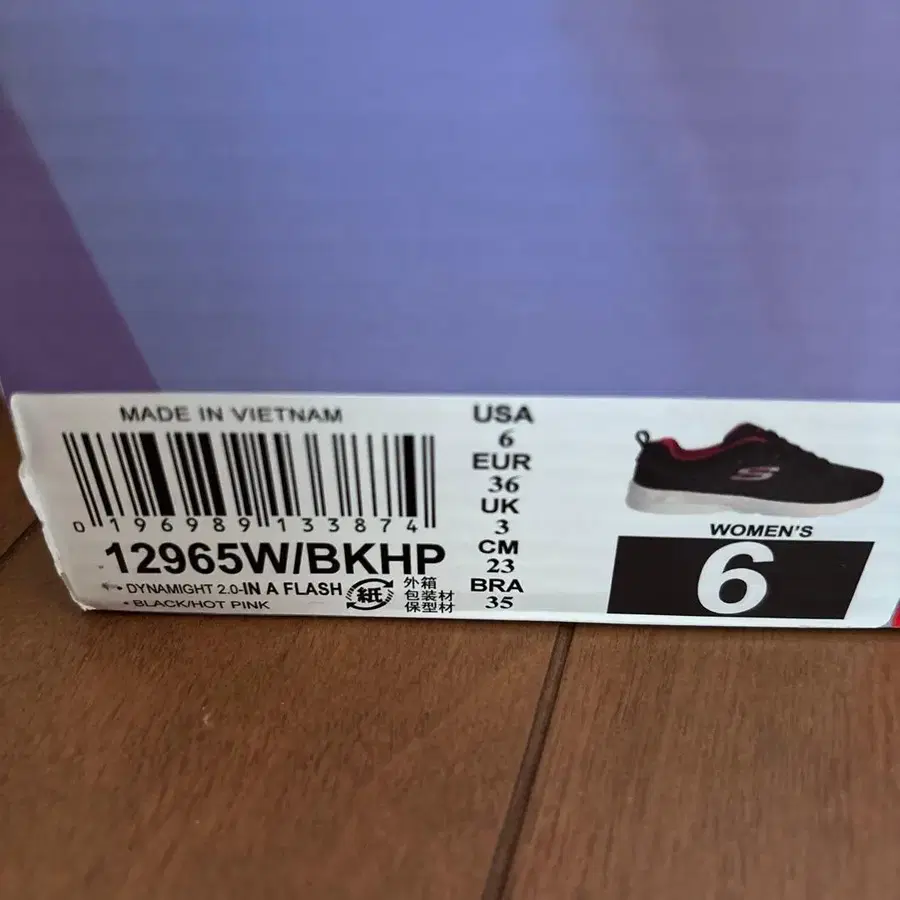 MADE IN VIETNAM
0 196989 133874
12965W/BKHP
• DYNAMIGHT 2.0-IN A FLASH
• BLACK/HOT PINK
紙
外箱
包装材
保型材
USA
6
EUR
36
UK
3
CM
23
BRA
35
S
WOMEN'S
6